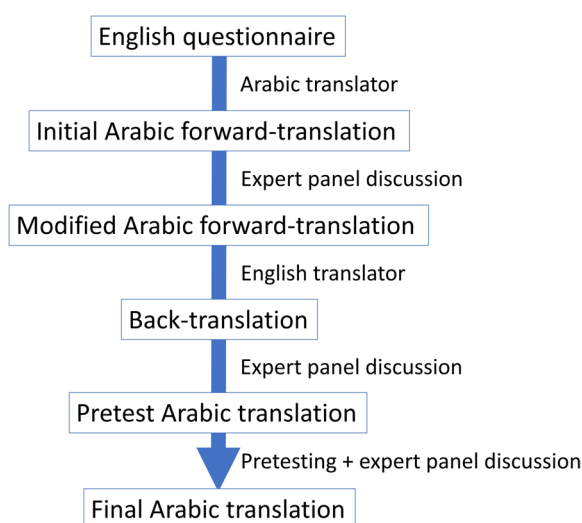 English questionnaire
Arabic translator
Initial Arabic forward-translation
Expert panel discussion
Modified Arabic forward-translation
English translator
Back-translation
Expert panel discussion
Pretest Arabic translation
Pretesting + expert panel discussion
Final Arabic translation